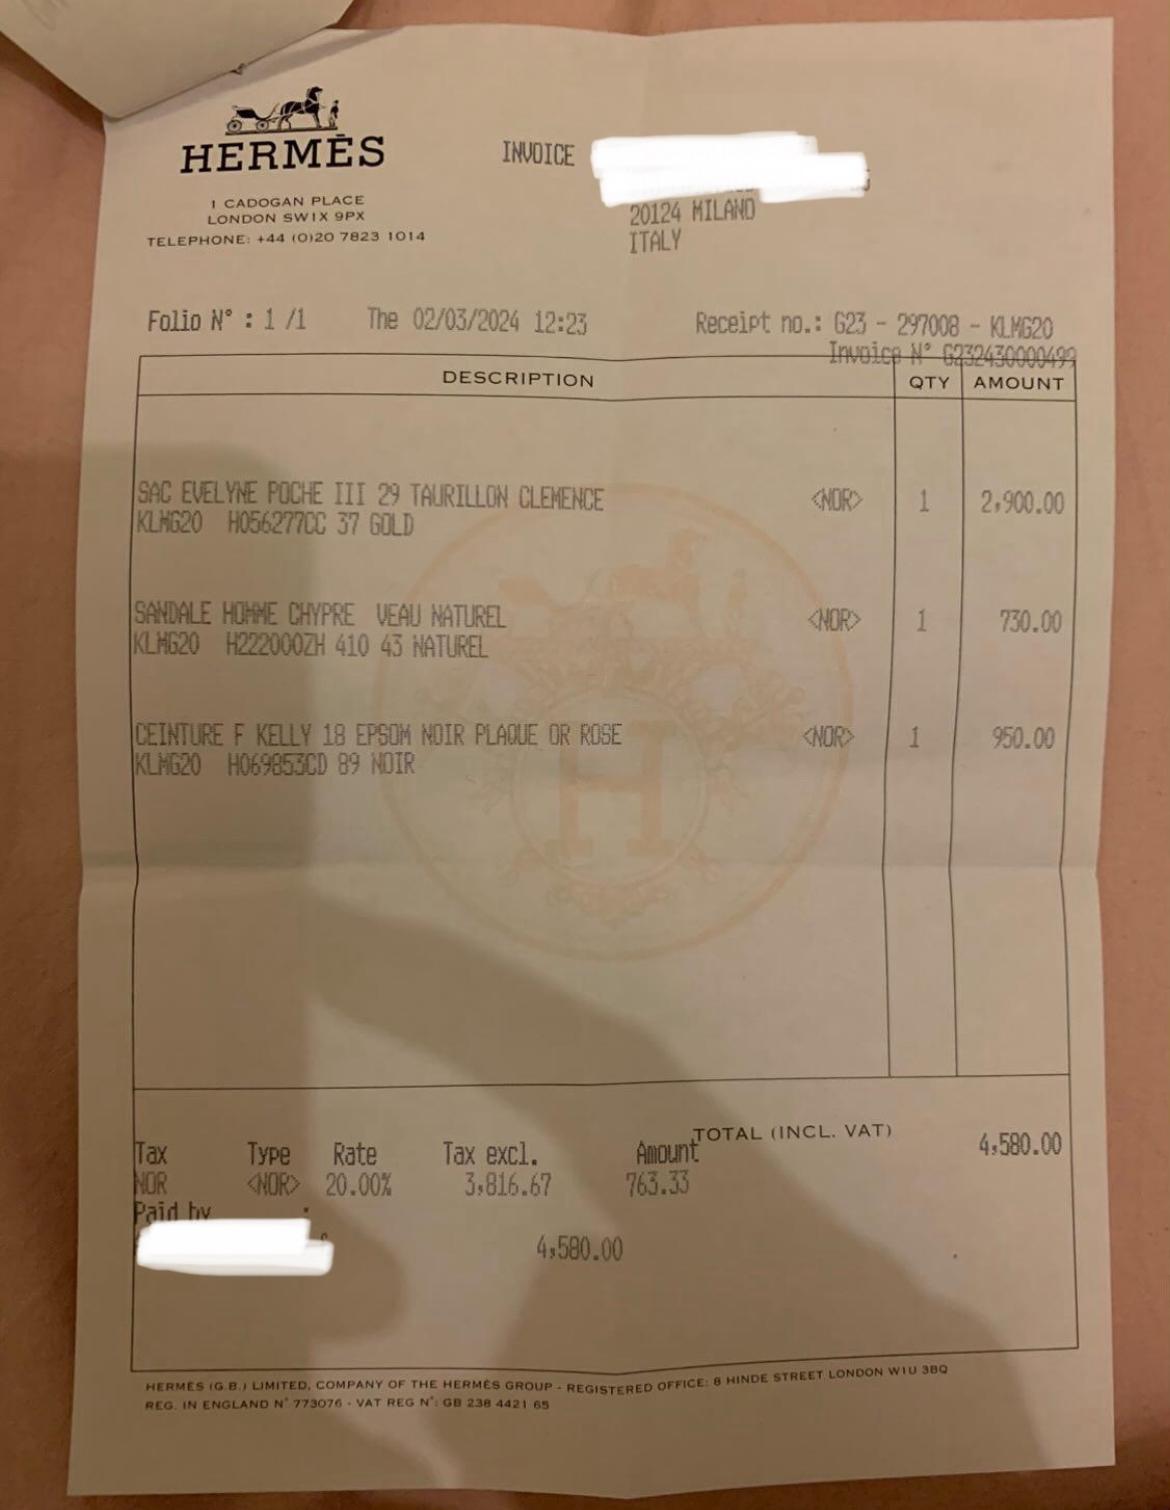 HERMÈS
1 CADOGAN PLACE
LONDON SW1X 9PX
TELEPHONE: +44 (0)20 7823 1014
INVOICE
20124 MILANO
ITALY
Folio N° : 1 /1 The 02/03/2024 12:23 Receipt no.: G23 - 297008 - KLMG20
Invoice N° G232430000499
DESCRIPTION QTY AMOUNT
SAC EVELYNE POCHE III 29 TAURILLON CLEMENCE <NOR> 1 2,900.00
KLMG20 H056277CC 37 GOLD
SANDALE HOMME CHYPRE VEAU NATUREL <NOR> 1 730.00
KLMG20 H222000ZH 410 43 NATUREL
CEINTURE F KELLY 18 EPSOM NOIR PLAQUE OR ROSE <NOR> 1 950.00
KLMG20 H069853CD 89 NOIR
H
TOTAL (INCL. VAT) 4,580.00
Tax Type Rate Tax excl. Amount
NOR <NOR> 20.00% 3,816.67 763.33
Paid by :
4,580.00
HERMÈS (G.B.) LIMITED, COMPANY OF THE HERMÈS GROUP - REGISTERED OFFICE: 8 HINDE STREET LONDON W1U 3BQ
REG. IN ENGLAND N° 773076 - VAT REG N°: GB 238 4421 65